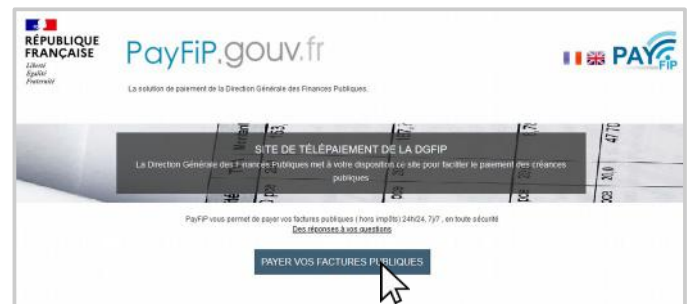 RÉPUBLIQUE
FRANÇAISE
Liberté
Égalité
Fraternité
PayFiP.gouv.fr
La solution de paiement de la Direction Générale des Finances Publiques.
PAY
FiP
SITE DE TÉLÉPAIEMENT DE LA DGFIP
La Direction Générale des Finances Publiques met à votre disposition ce site pour faciliter le paiement des créances
publiques
PayFiP vous permet de payer vos factures publiques ( hors impôts) 24h/24, 7j/7 , en toute sécurité
Des réponses à vos questions
PAYER VOS FACTURES PUBLIQUES